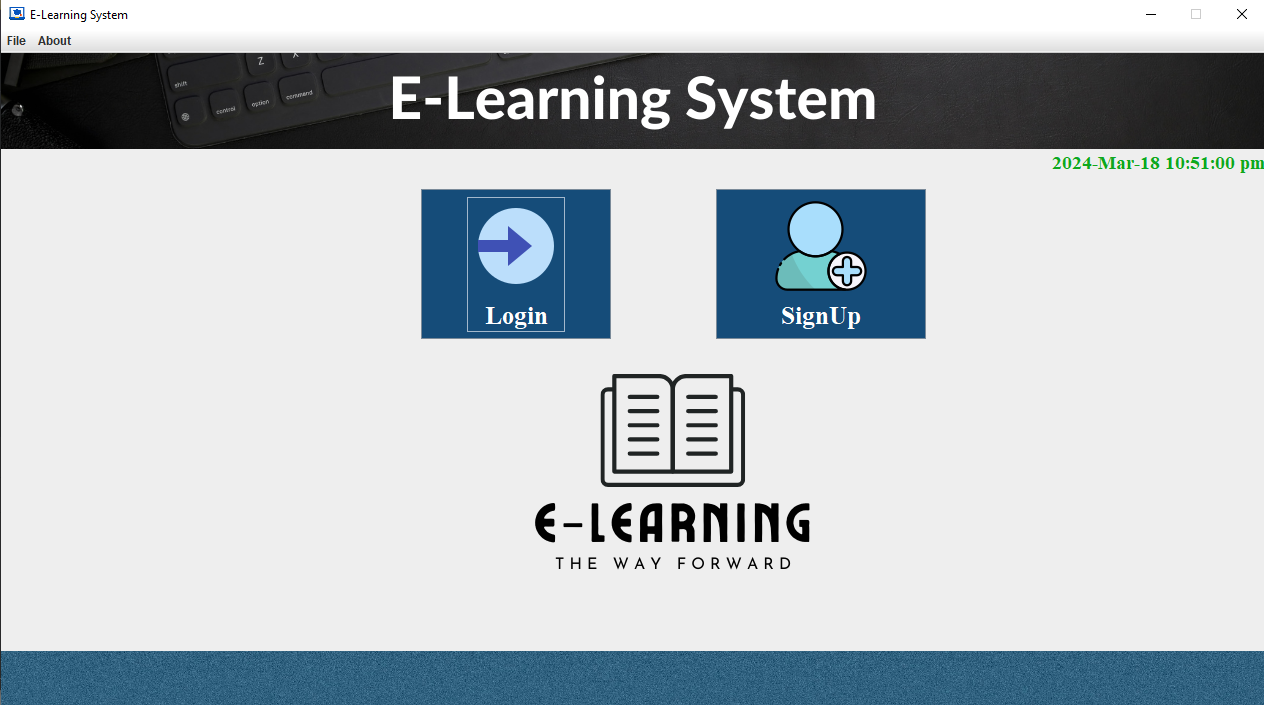 E-Learning System
File About
Z X
shift
control option command
E-Learning System
2024-Mar-18 10:51:00 pm
Login SignUp
E-LEARNING
THE WAY FORWARD